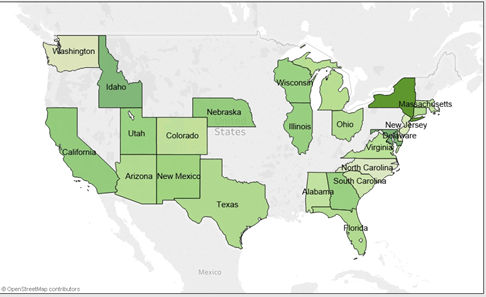 Washington
Idaho
Wisconsin
Massachusetts
Nebraska
New Jersey
Utah
Colorado
States
Illinois
Ohio
Delaware
California
Virginia
Arizona
New Mexico
North Carolina
South Carolina
Alabama
Texas
Florida
Mexico
© OpenStreetMap contributors